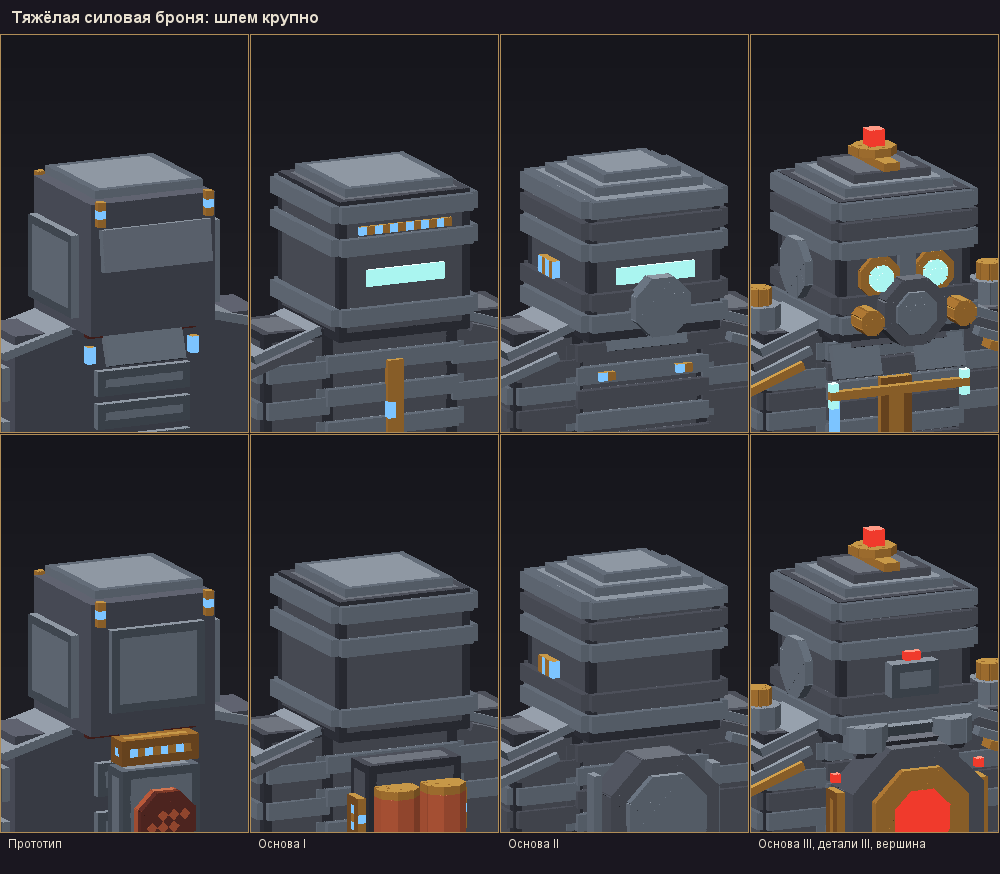 Тяжёлая силовая броня: шлем крупно
Прототип
Основа I
Основа II
Основа III, детали III, вершина